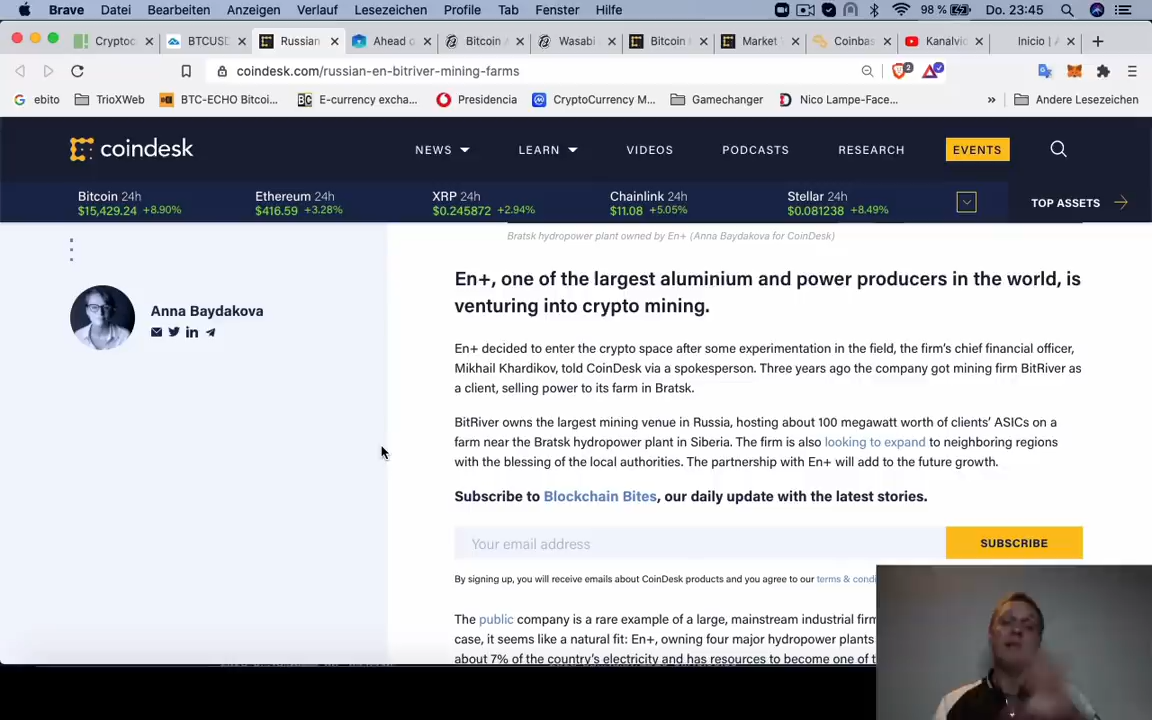 Brave Datei Bearbeiten Anzeigen Verlauf Lesezeichen Profile Tab Fenster Hilfe 98 % Do. 23:45
Cryptoc BTCUSD Russian Ahead o Bitcoin Wasabi Bitcoin Market Coinbas Kanalvic Inicio | A
coindesk.com/russian-en-bitriver-mining-farms 2
ebito TrioXWeb BTC-ECHO Bitcoi... E-currency excha... Presidencia CryptoCurrency M... Gamechanger Nico Lampe-Face... » Andere Lesezeichen
coindesk NEWS LEARN VIDEOS PODCASTS RESEARCH EVENTS
Bitcoin 24h Ethereum 24h XRP 24h Chainlink 24h Stellar 24h
$15,429.24 +8.90% $416.59 +3.28% $0.245872 +2.94% $11.08 +5.05% $0.081238 +8.49% TOP ASSETS
Bratsk hydropower plant owned by En+ (Anna Baydakova for CoinDesk)
Anna Baydakova
En+, one of the largest aluminium and power producers in the world, is
venturing into crypto mining.
En+ decided to enter the crypto space after some experimentation in the field, the firm's chief financial officer,
Mikhail Khardikov, told CoinDesk via a spokesperson. Three years ago the company got mining firm BitRiver as
a client, selling power to its farm in Bratsk.
BitRiver owns the largest mining venue in Russia, hosting about 100 megawatt worth of clients' ASICs on a
farm near the Bratsk hydropower plant in Siberia. The firm is also looking to expand to neighboring regions
with the blessing of the local authorities. The partnership with En+ will add to the future growth.
Subscribe to Blockchain Bites, our daily update with the latest stories.
Your email address SUBSCRIBE
By signing up, you will receive emails about CoinDesk products and you agree to our terms & condi
The public company is a rare example of a large, mainstream industrial firm
case, it seems like a natural fit: En+, owning four major hydropower plants
about 7% of the country's electricity and has resources to become one of t